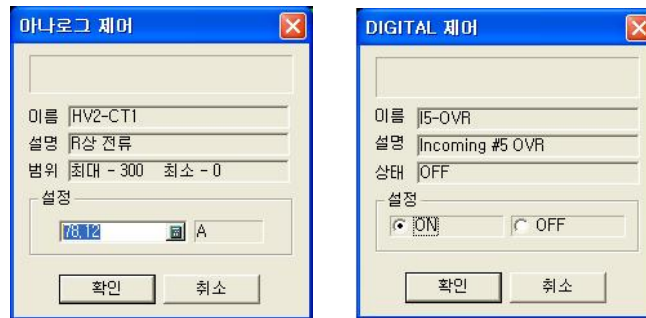 아나로그 제어
이름 HV2-CT1
설명 R상 전류
범위 최대 - 300 최소 - 0
설정
78.12 A
확인 취소
DIGITAL 제어
이름 I5-OVR
설명 Incoming #5 OVR
상태 OFF
설정
ON OFF
확인 취소